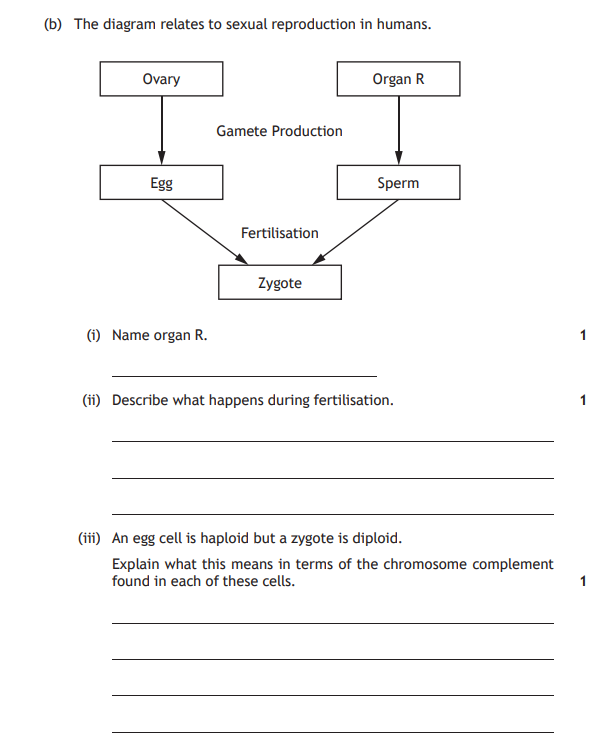 (b) The diagram relates to sexual reproduction in humans.
Ovary
Organ R
Gamete Production
Egg
Sperm
Fertilisation
Zygote
(i) Name organ R. 1
(ii) Describe what happens during fertilisation. 1
(iii) An egg cell is haploid but a zygote is diploid.
Explain what this means in terms of the chromosome complement
found in each of these cells. 1